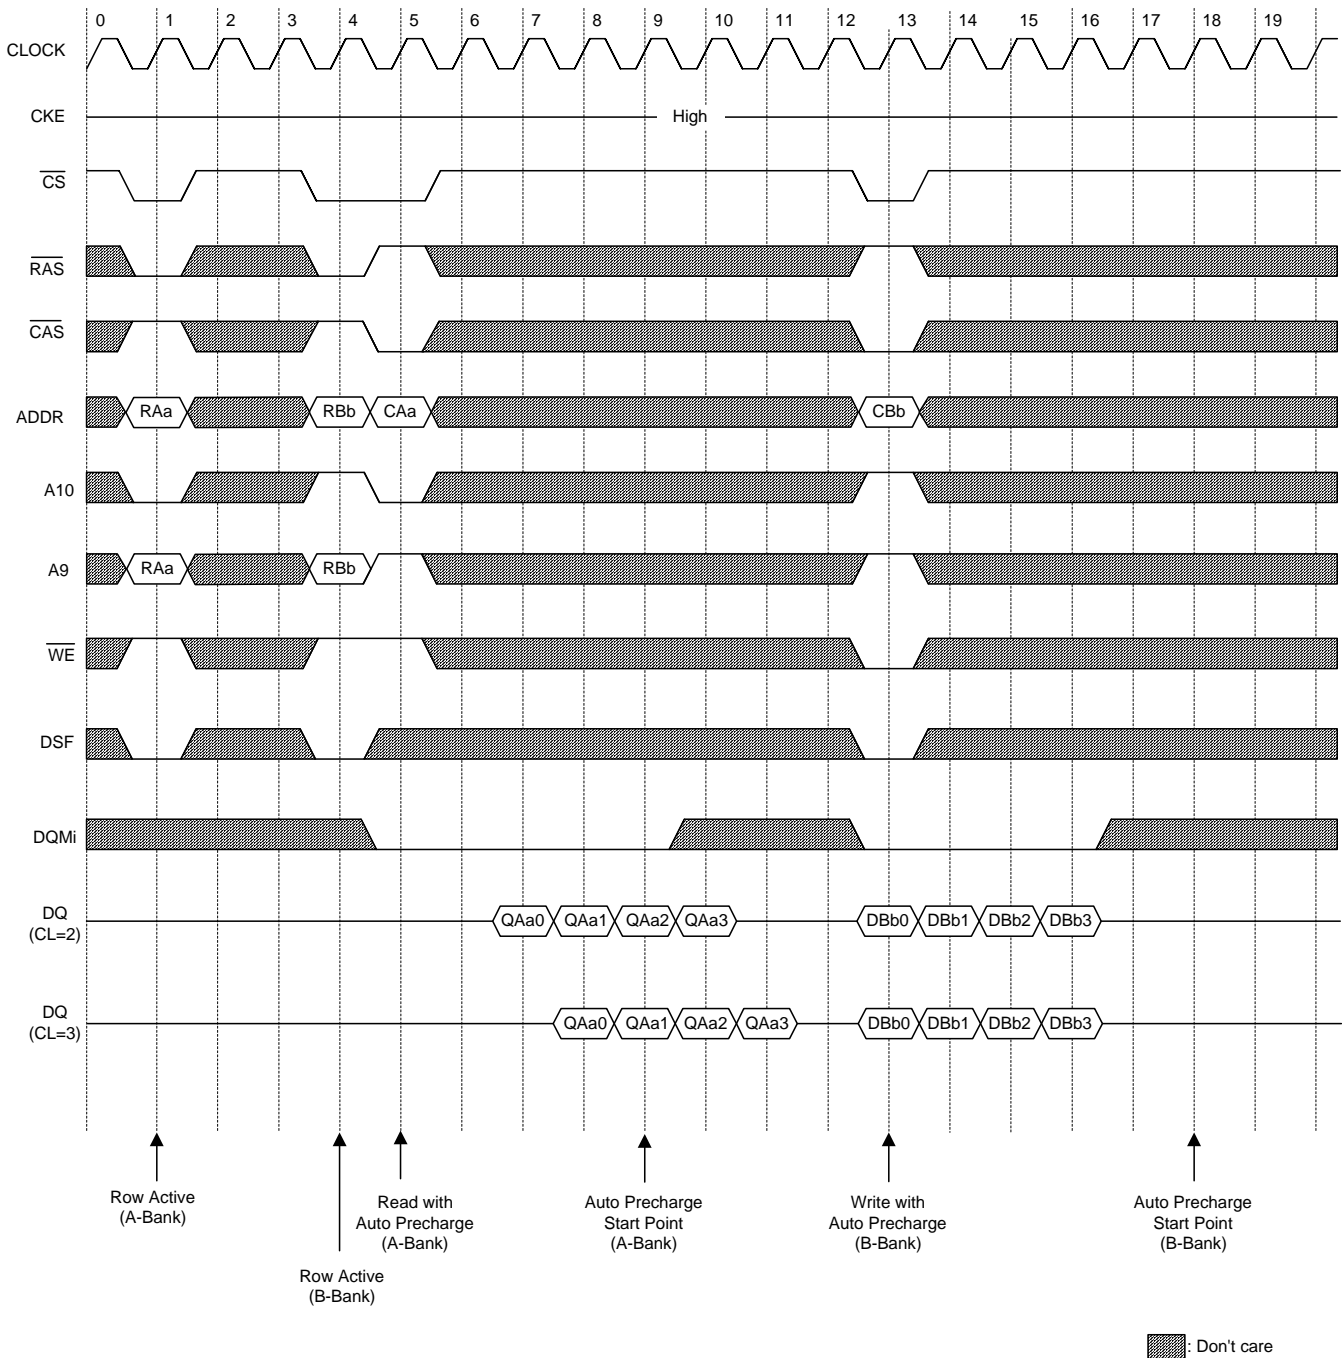 0 1 2 3 4 5 6 7 8 9 10 11 12 13 14 15 16 17 18 19
CLOCK
CKE High
CS
RAS
CAS
ADDR RAa RBb CAa CBb
A10
A9 RAa RBb
WE
DSF
DQMi
DQ
(CL=2)
QAa0 QAa1 QAa2 QAa3 DBb0 DBb1 DBb2 DBb3
DQ
(CL=3)
QAa0 QAa1 QAa2 QAa3 DBb0 DBb1 DBb2 DBb3
Row Active
(A-Bank)
Row Active
(B-Bank)
Read with
Auto Precharge
(A-Bank)
Auto Precharge
Start Point
(A-Bank)
Write with
Auto Precharge
(B-Bank)
Auto Precharge
Start Point
(B-Bank)
: Don't care